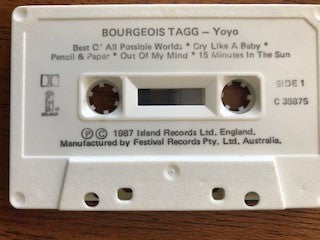 BOURGEOIS TAGG – Yoyo
Best Of All Possible Worlds * Cry Like A Baby *
Pencil & Paper * Out Of My Mind * 15 Minutes In The Sun
SIDE 1
C 38875
Ⓟ © 1987 Island Records Ltd. England.
Manufactured by Festival Records Pty. Ltd. Australia.